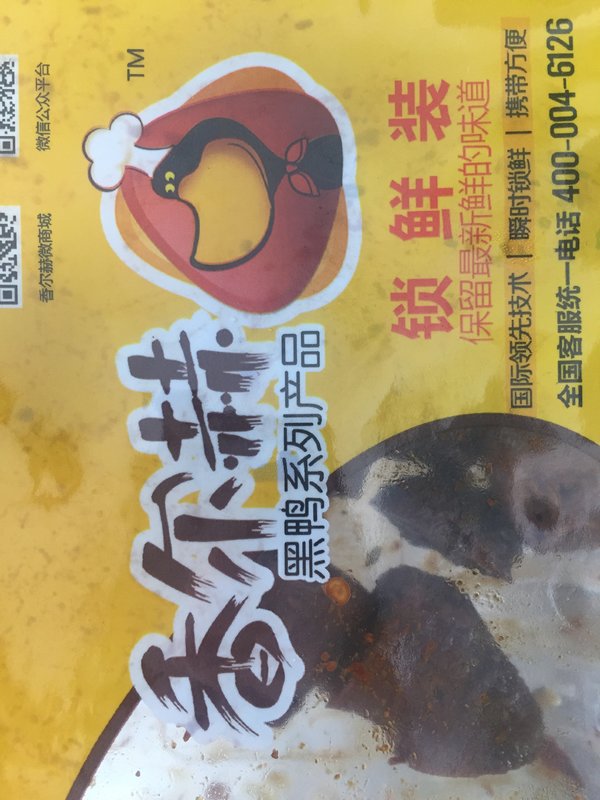 微信公众平台
香尔赫微商城
TM
香尔赫
黑鸭系列产品
锁鲜装
保留最新鲜的味道
国际领先技术 | 瞬时锁鲜 | 携带方便
全国客服统一电话 400-004-6126